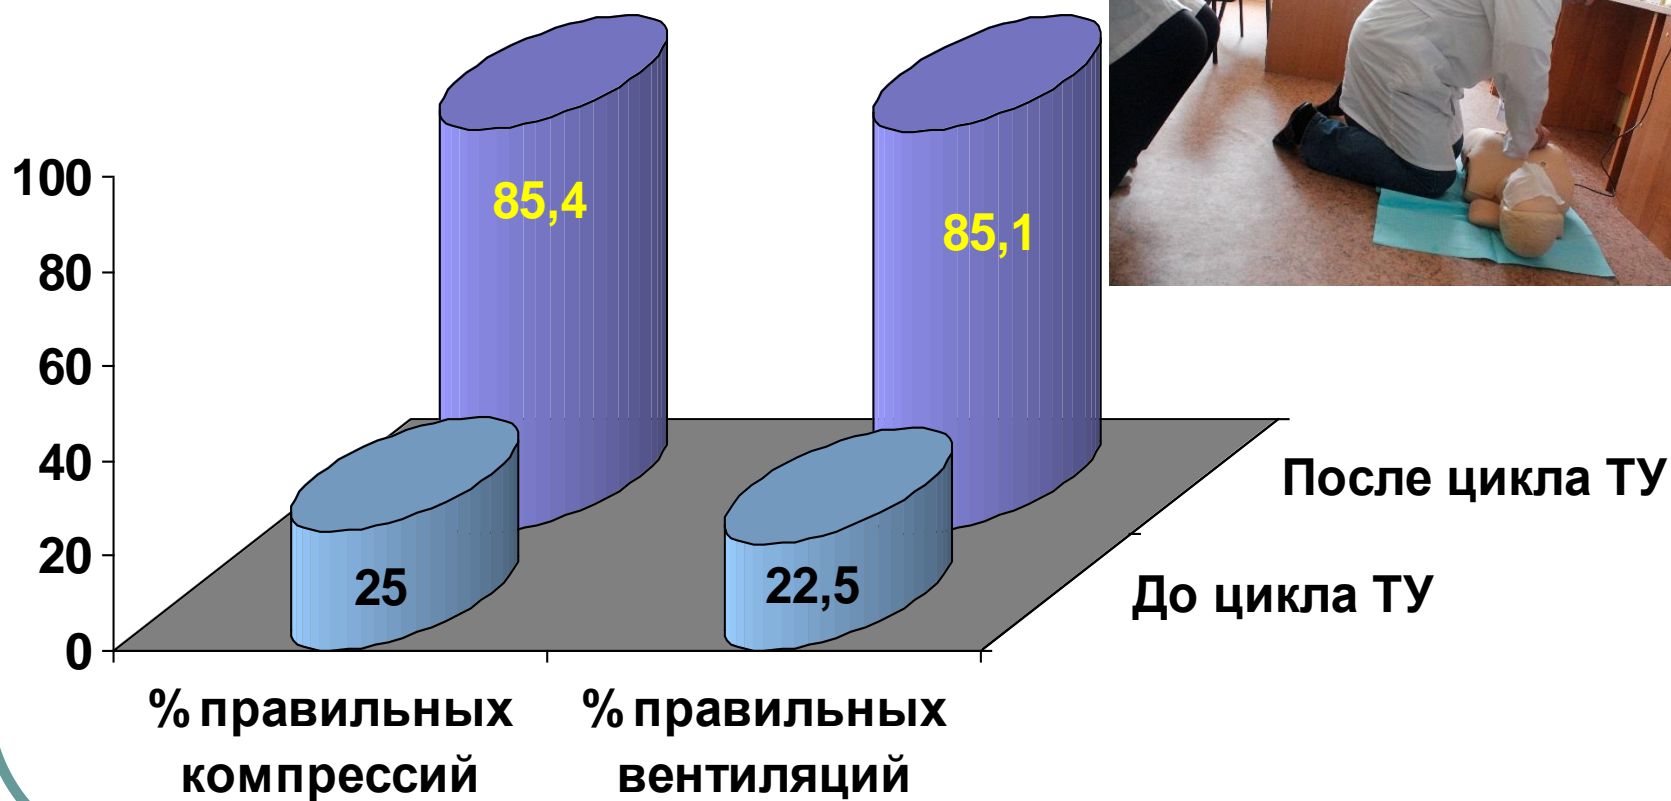 100
80
60
40
20
0
85,4
85,1
25
22,5
После цикла ТУ
До цикла ТУ
% правильных
компрессий
% правильных
вентиляций